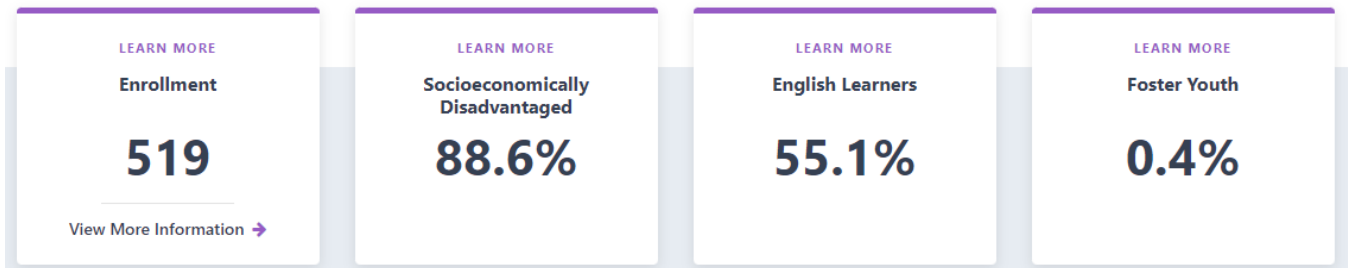 LEARN MORE
Enrollment
519
View More Information
LEARN MORE
Socioeconomically
Disadvantaged
88.6%
LEARN MORE
English Learners
55.1%
LEARN MORE
Foster Youth
0.4%